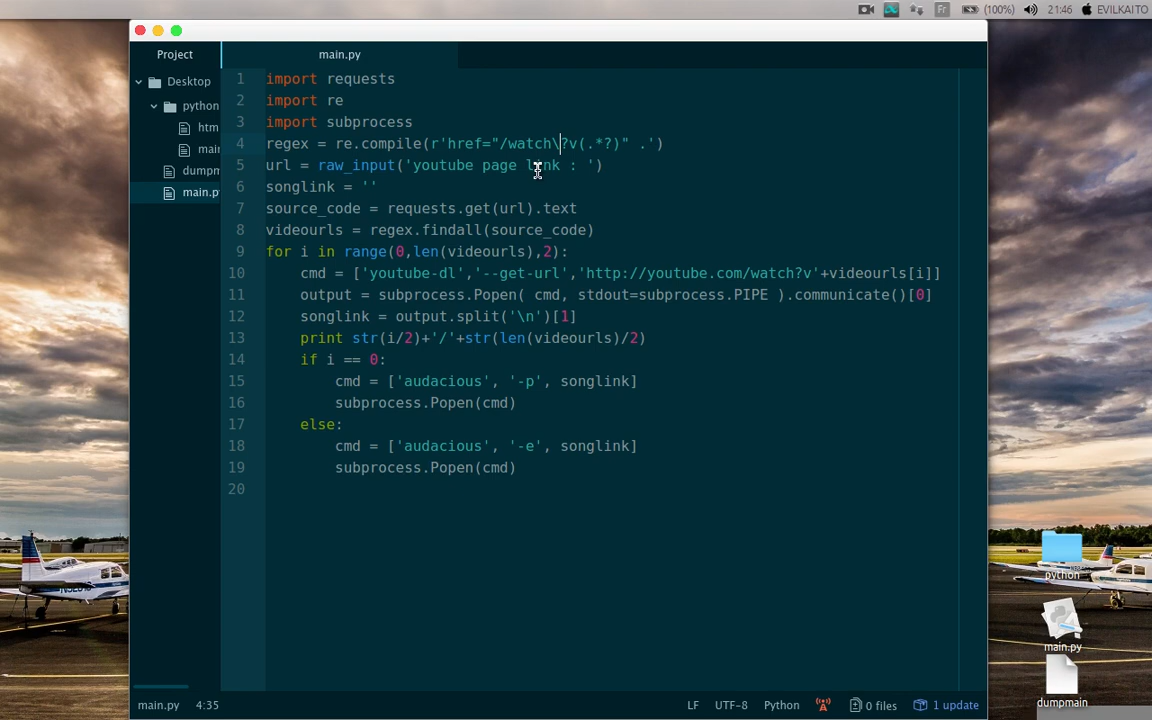 Fr (100%) 21:46 EVILKAITO
Project main.py
Desktop
python
htm
main
dumpm
main.py
1 import requests
2 import re
3 import subprocess
4 regex = re.compile(r'href="/watch\?v(.*?)" .')
5 url = raw_input('youtube page link : ')
6 songlink = ''
7 source_code = requests.get(url).text
8 videourls = regex.findall(source_code)
9 for i in range(0,len(videourls),2):
10 cmd = ['youtube-dl','--get-url','http://youtube.com/watch?v'+videourls[i]]
11 output = subprocess.Popen( cmd, stdout=subprocess.PIPE ).communicate()[0]
12 songlink = output.split('\n')[1]
13 print str(i/2)+'/'+str(len(videourls)/2)
14 if i == 0:
15 cmd = ['audacious', '-p', songlink]
16 subprocess.Popen(cmd)
17 else:
18 cmd = ['audacious', '-e', songlink]
19 subprocess.Popen(cmd)
20
python
main.py
dumpmain
main.py 4:35 LF UTF-8 Python 0 files 1 update